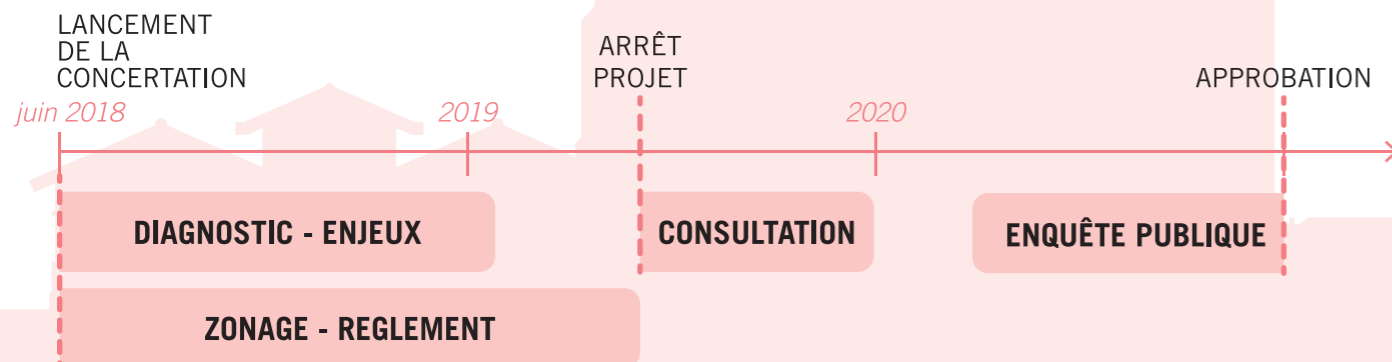 LANCEMENT
DE LA
CONCERTATION
ARRÊT
PROJET
APPROBATION
juin 2018
2019
2020
DIAGNOSTIC - ENJEUX
CONSULTATION
ENQUÊTE PUBLIQUE
ZONAGE - REGLEMENT